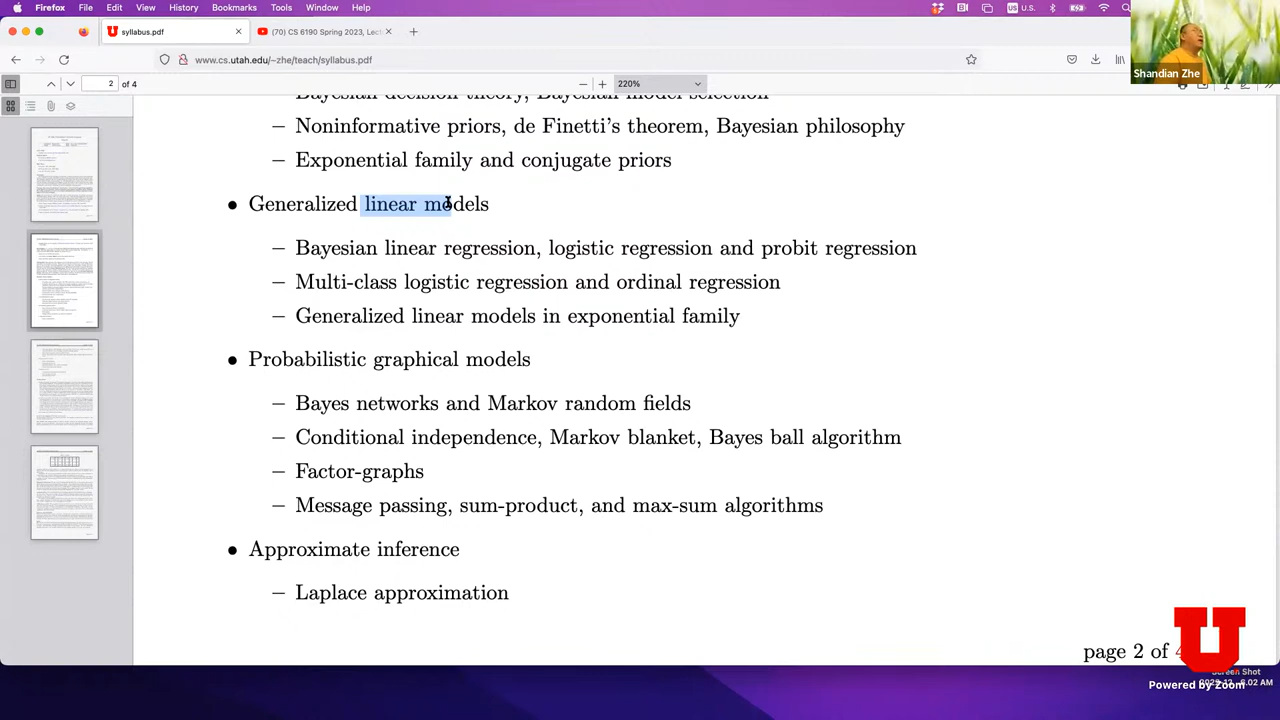 Firefox File Edit View History Bookmarks Tools Window Help U.S.
syllabus.pdf (70) CS 6190 Spring 2023, Lec
www.cs.utah.edu/~zhe/teach/syllabus.pdf
Shandian Zhe
2 of 4 220%
– Noninformative priors, de Finetti's theorem, Bayesian philosophy
– Exponential family and conjugate priors
• Generalized linear models
– Bayesian linear regression, logistic regression and probit regression
– Multi-class logistic regression and ordinal regression
– Generalized linear models in exponential family
• Probabilistic graphical models
– Bayes networks and Markov random fields
– Conditional independence, Markov blanket, Bayes ball algorithm
– Factor-graphs
– Message passing, sum-product, and max-sum algorithms
• Approximate inference
– Laplace approximation
page 2 of 4
U
Screen Shot
Powered by Zoom